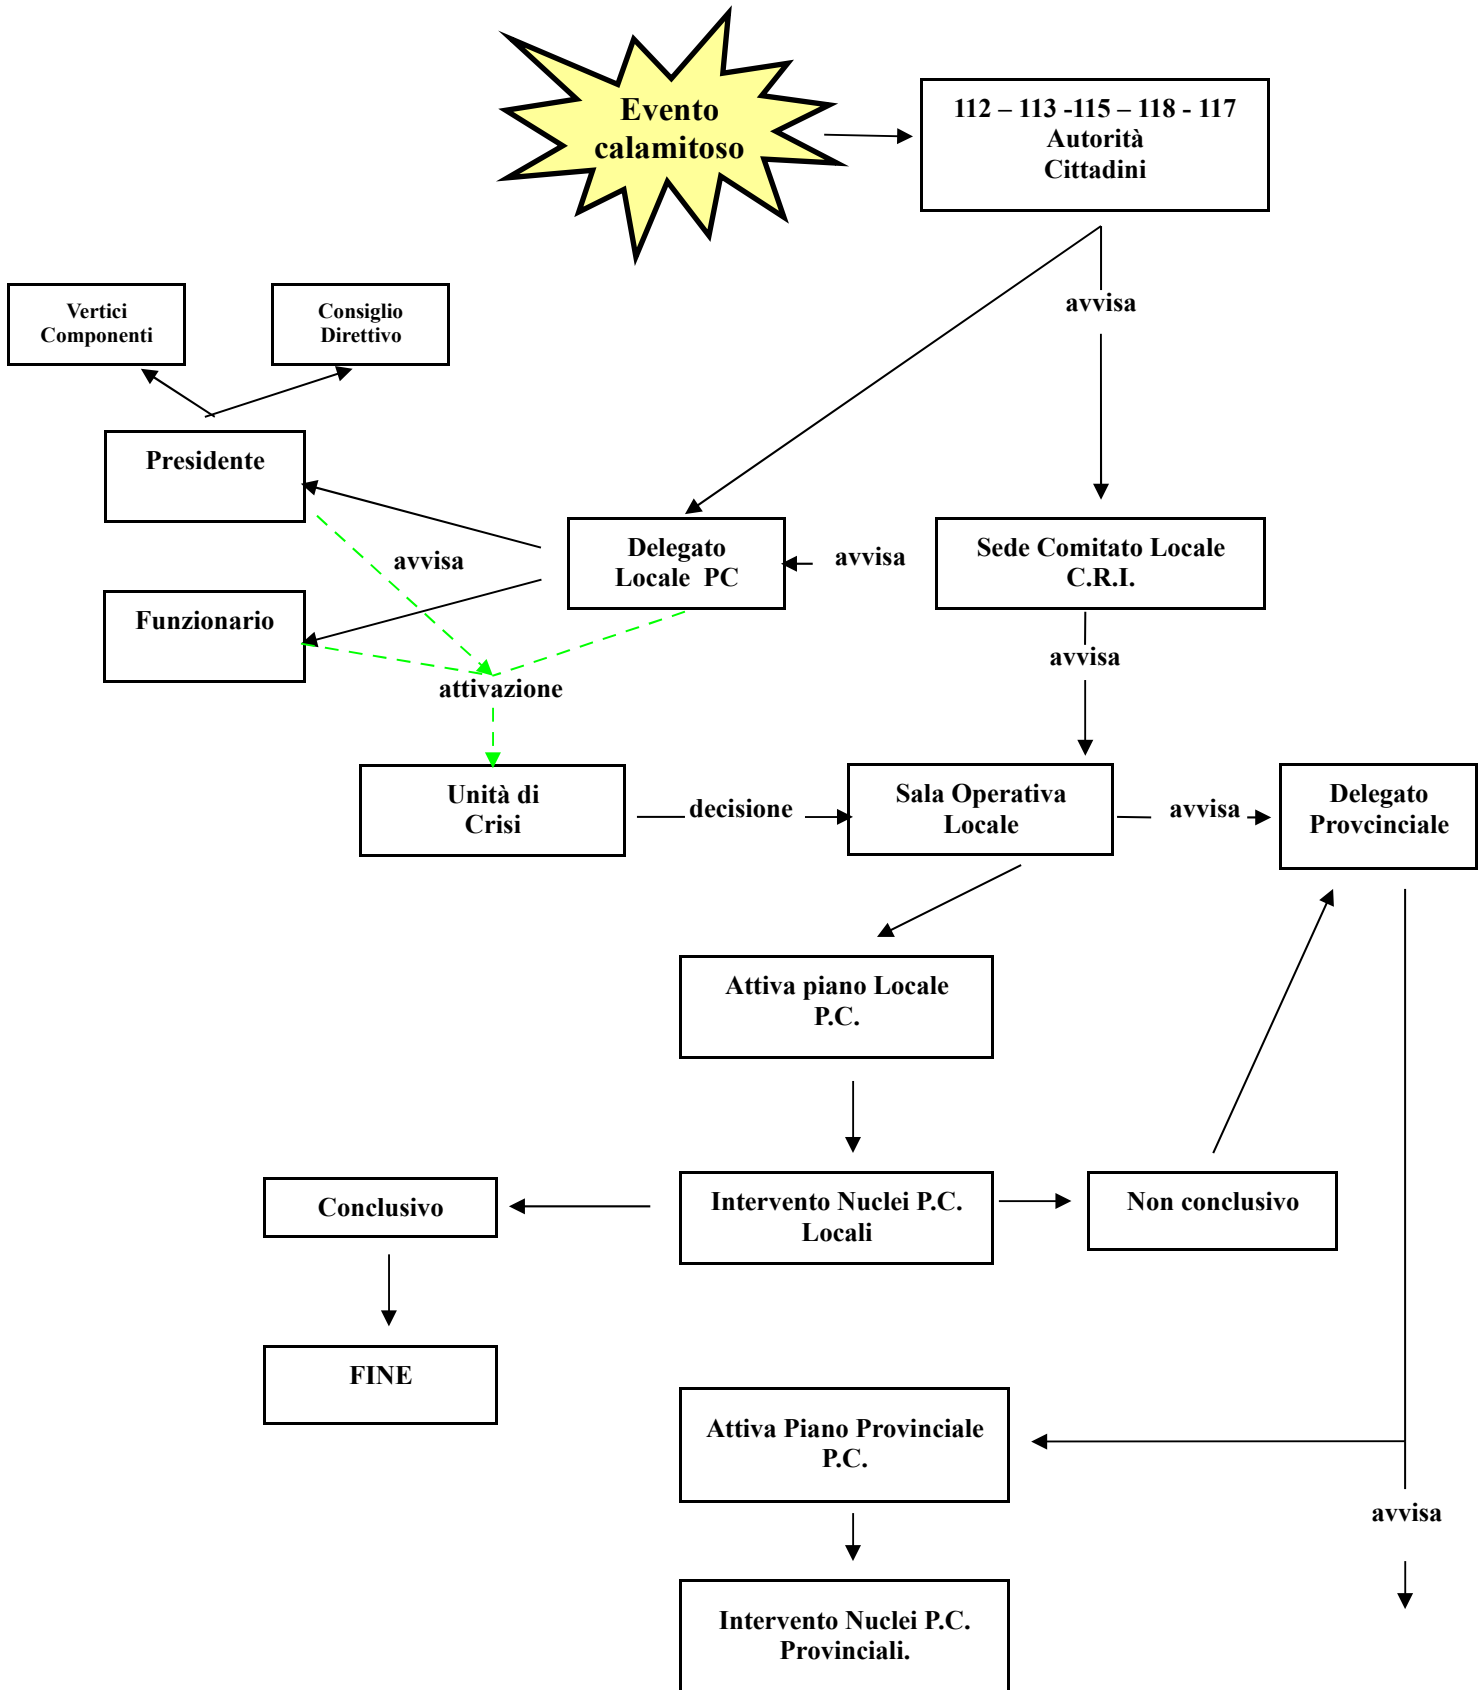 Evento
calamitoso
112 – 113 -115 – 118 - 117
Autorità
Cittadini
Vertici
Componenti
Consiglio
Direttivo
avvisa
Presidente
avvisa
Delegato
Locale PC
avvisa
Sede Comitato Locale
C.R.I.
Funzionario
avvisa
attivazione
Unità di
Crisi
decisione
Sala Operativa
Locale
avvisa
Delegato
Provcinciale
Attiva piano Locale
P.C.
Conclusivo
Intervento Nuclei P.C.
Locali
Non conclusivo
FINE
Attiva Piano Provinciale
P.C.
avvisa
Intervento Nuclei P.C.
Provinciali.